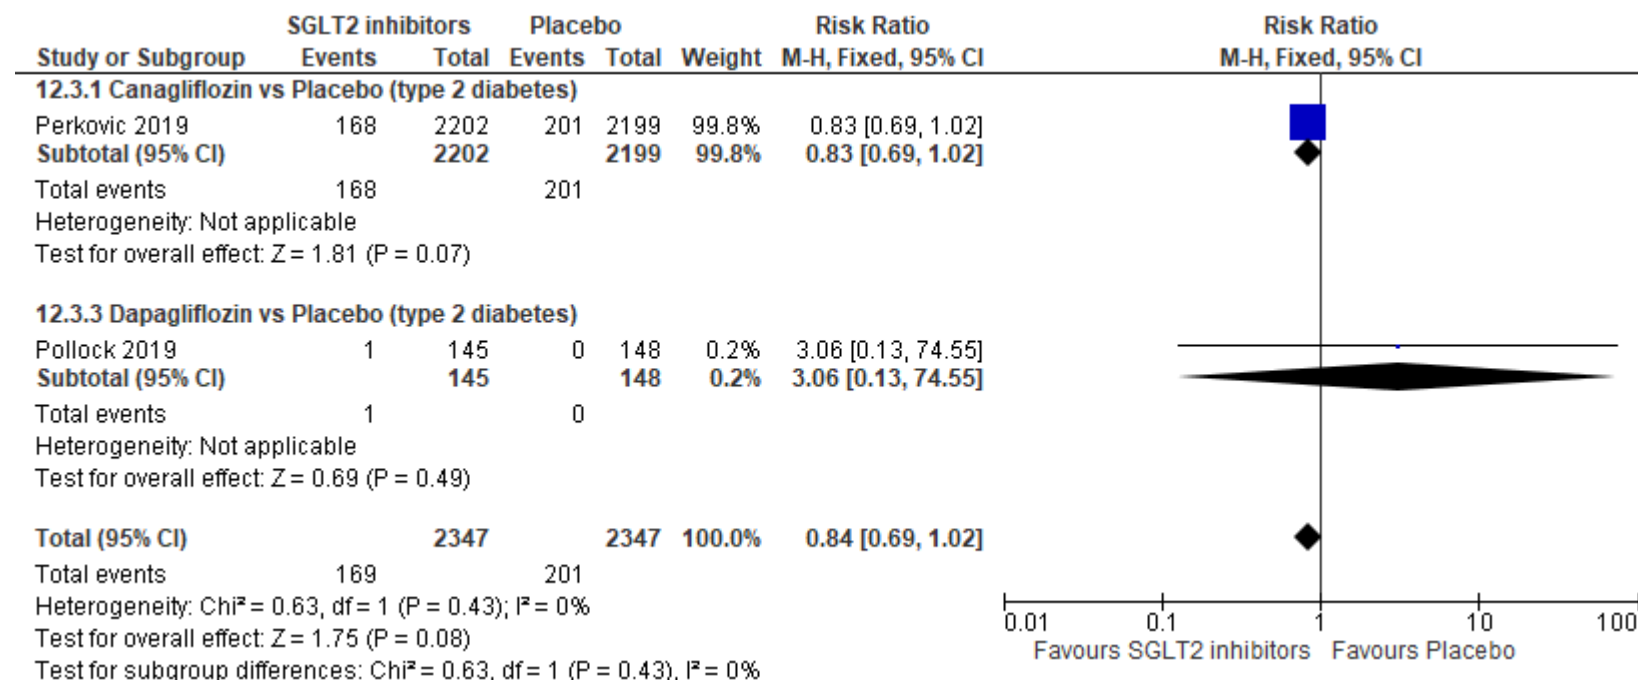 SGLT2 inhibitors Placebo Risk Ratio Risk Ratio
Study or Subgroup Events Total Events Total Weight M-H, Fixed, 95% CI M-H, Fixed, 95% CI
12.3.1 Canagliflozin vs Placebo (type 2 diabetes)
Perkovic 2019 168 2202 201 2199 99.8% 0.83 [0.69, 1.02]
Subtotal (95% CI) 2202 2199 99.8% 0.83 [0.69, 1.02]
Total events 168 201
Heterogeneity: Not applicable
Test for overall effect: Z = 1.81 (P = 0.07)
12.3.3 Dapagliflozin vs Placebo (type 2 diabetes)
Pollock 2019 1 145 0 148 0.2% 3.06 [0.13, 74.55]
Subtotal (95% CI) 145 148 0.2% 3.06 [0.13, 74.55]
Total events 1 0
Heterogeneity: Not applicable
Test for overall effect: Z = 0.69 (P = 0.49)
Total (95% CI) 2347 2347 100.0% 0.84 [0.69, 1.02]
Total events 169 201
Heterogeneity: Chi² = 0.63, df = 1 (P = 0.43); I² = 0%
Test for overall effect: Z = 1.75 (P = 0.08)
Test for subgroup differences: Chi² = 0.63, df = 1 (P = 0.43), I² = 0%
0.01 0.1 1 10 100
Favours SGLT2 inhibitors Favours Placebo